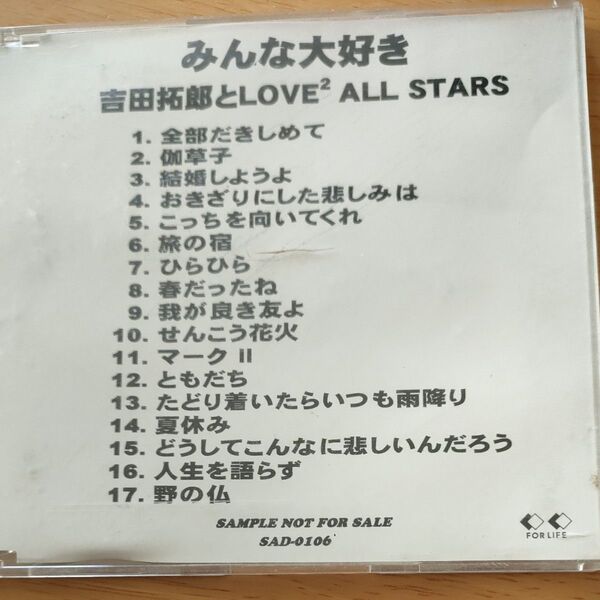 みんな大好き
吉田拓郎とLOVE² ALL STARS
1. 全部だきしめて
2. 伽草子
3. 結婚しようよ
4. おきざりにした悲しみは
5. こっちを向いてくれ
6. 旅の宿
7. ひらひら
8. 春だったね
9. 我が良き友よ
10. せんこう花火
11. マーク II
12. ともだち
13. たどり着いたらいつも雨降り
14. 夏休み
15. どうしてこんなに悲しいんだろう
16. 人生を語らず
17. 野の仏
SAMPLE NOT FOR SALE
SAD-0106
FOR LIFE